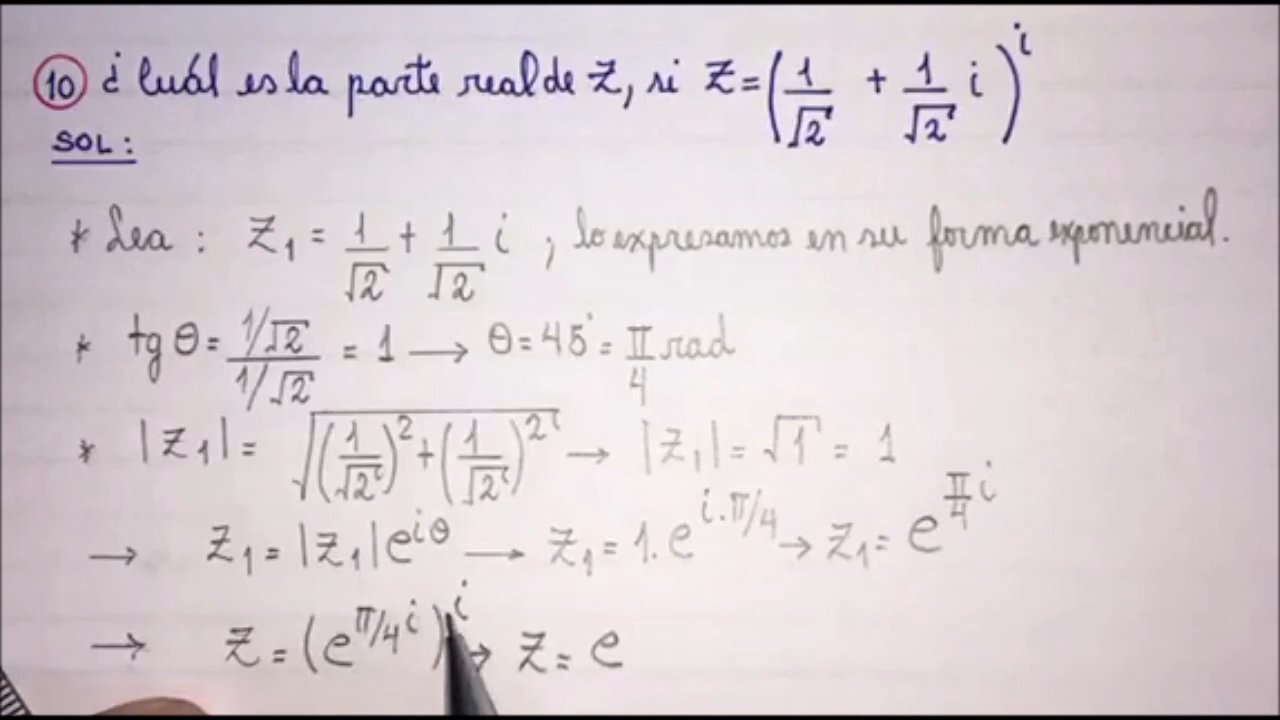 10 ¿ Cuál es la parte real de Z, si Z = (1/√2 + 1/√2 i)^i
SOL:
* Sea : Z₁ = 1/√2 + 1/√2 i ; lo expresamos en su forma exponencial.
* tg θ = (1/√2)/(1/√2) = 1 → θ = 45° = π/4 rad
* |Z₁| = √((1/√2)² + (1/√2)²) → |Z₁| = √1 = 1
→ Z₁ = |Z₁| e^(iθ) → Z₁ = 1. e^(i.π/4) → Z₁ = e^(π/4 i)
→ Z = (e^(π/4 i))^i → Z = e